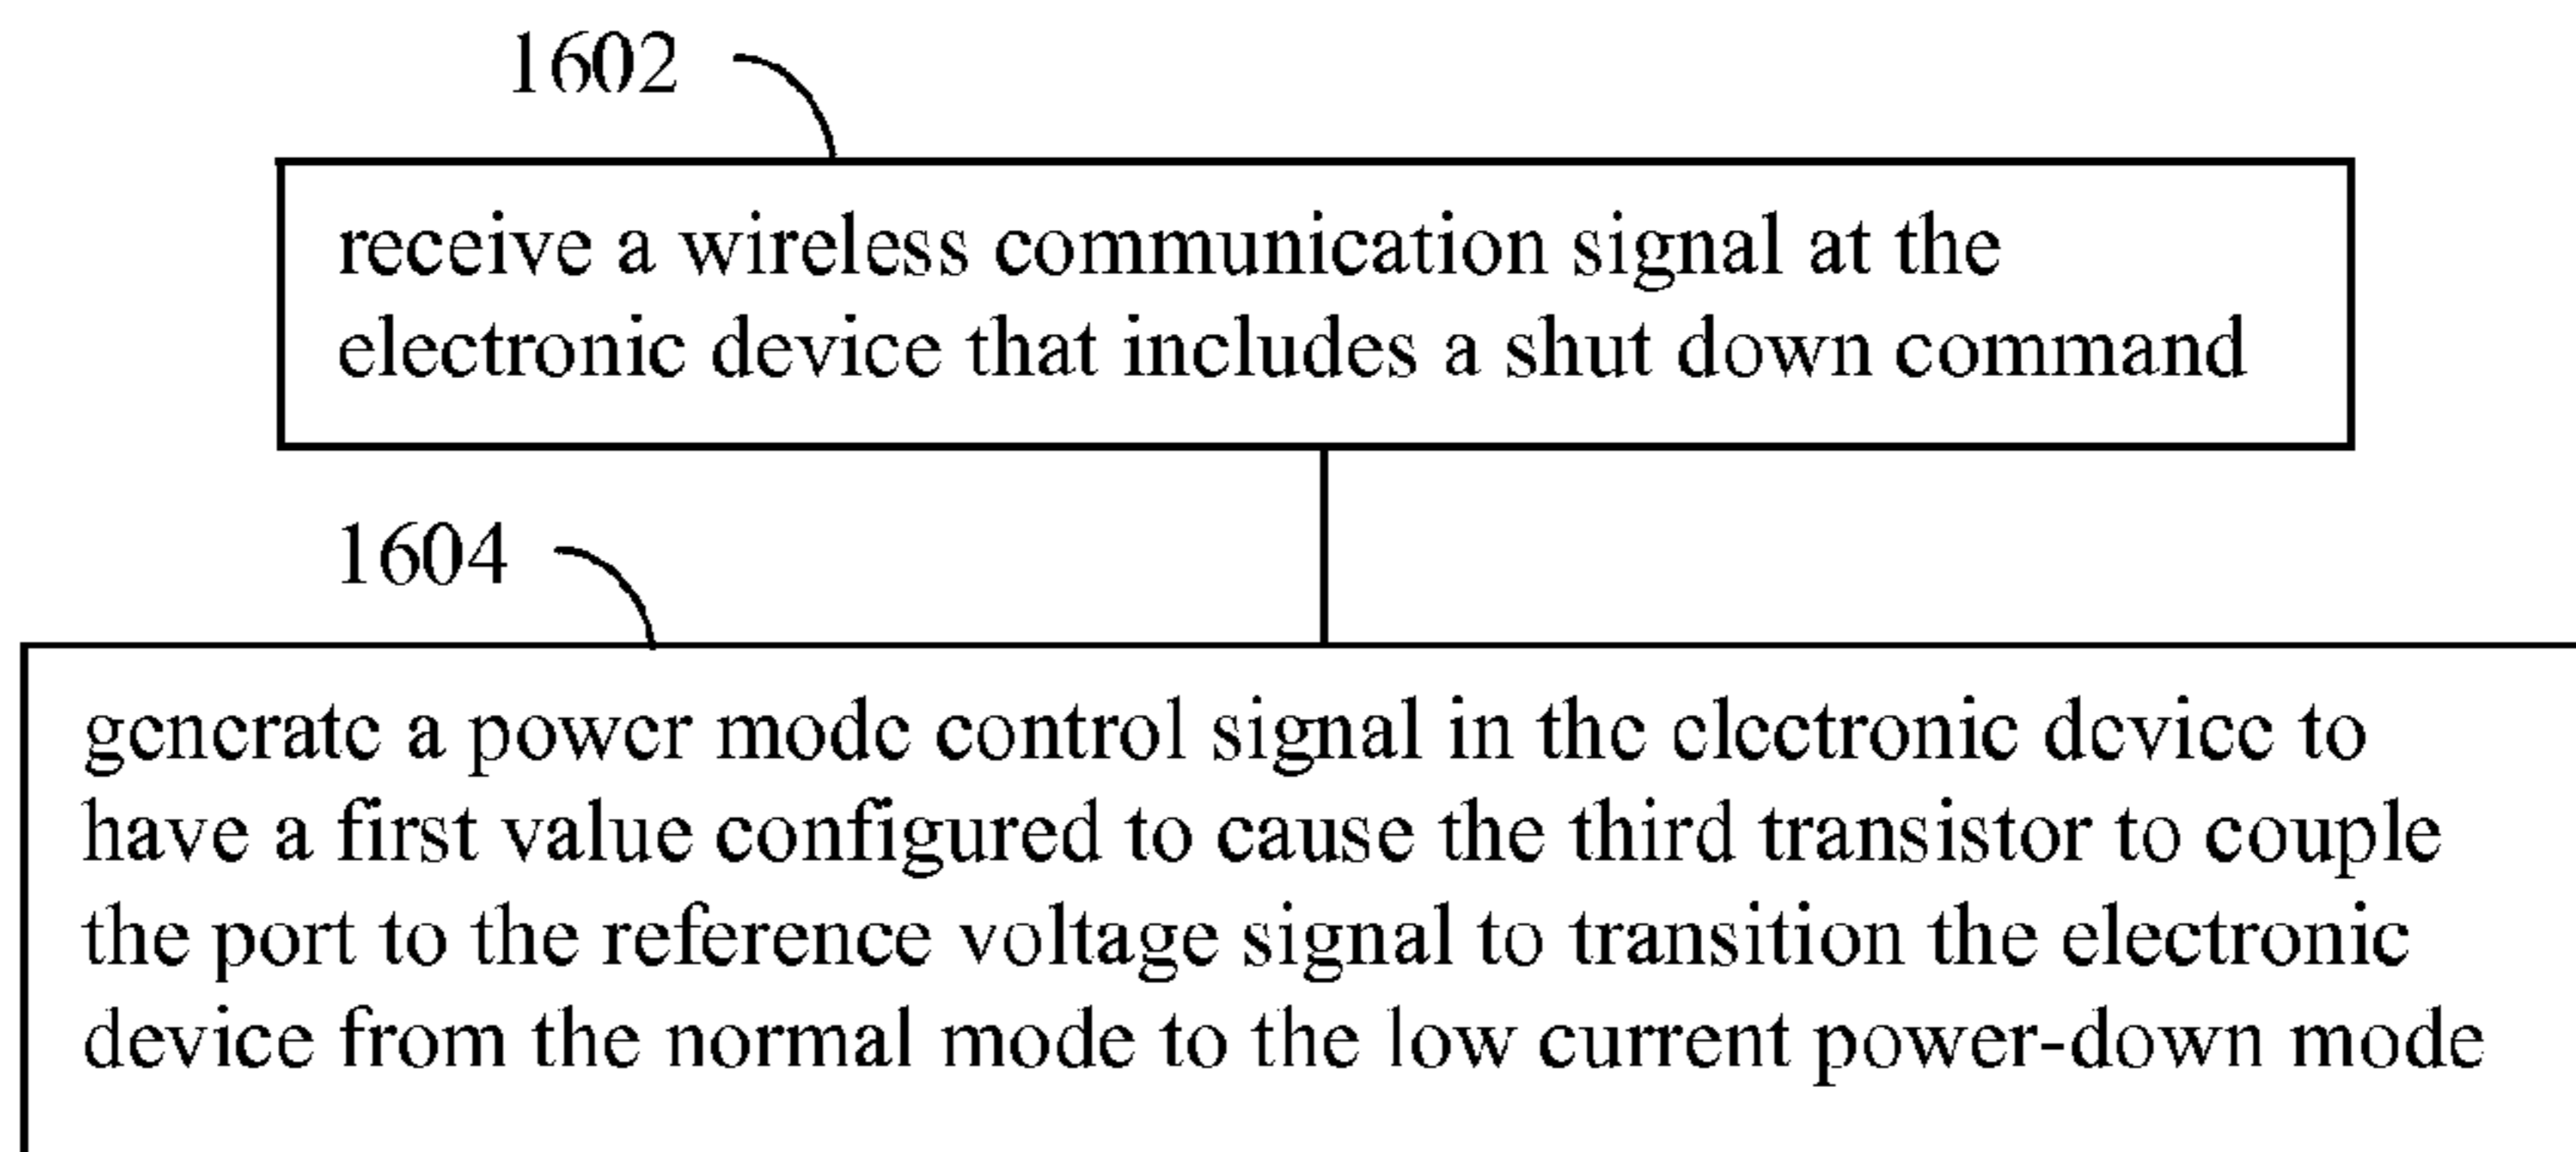 1602
receive a wireless communication signal at the
electronic device that includes a shut down command
1604
generate a power mode control signal in the electronic device to
have a first value configured to cause the third transistor to couple
the port to the reference voltage signal to transition the electronic
device from the normal mode to the low current power-down mode